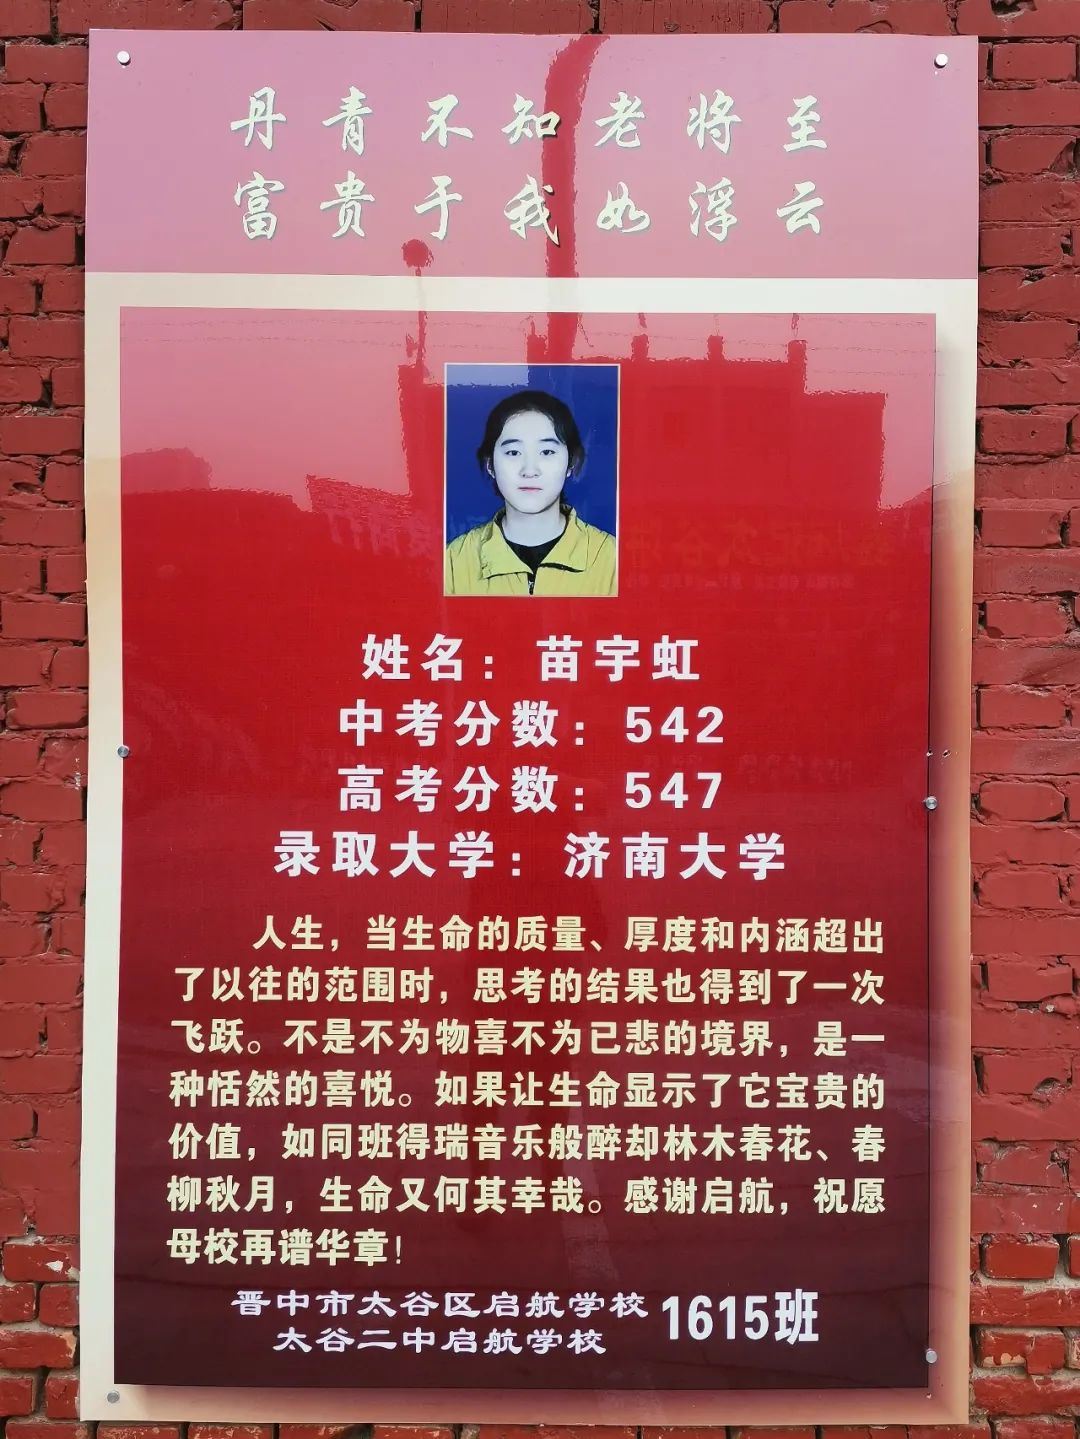 丹青不知老将至
富贵于我如浮云
姓名：苗宇虹
中考分数：542
高考分数：547
录取大学：济南大学
人生，当生命的质量、厚度和内涵超出
了以往的范围时，思考的结果也得到了一次
飞跃。不是不为物喜不为已悲的境界，是一
种恬然的喜悦。如果让生命显示了它宝贵的
价值，如同班得瑞音乐般醉却林木春花、春
柳秋月，生命又何其幸哉。感谢启航，祝愿
母校再谱华章！
晋中市太谷区启航学校
太谷二中启航学校
1615班